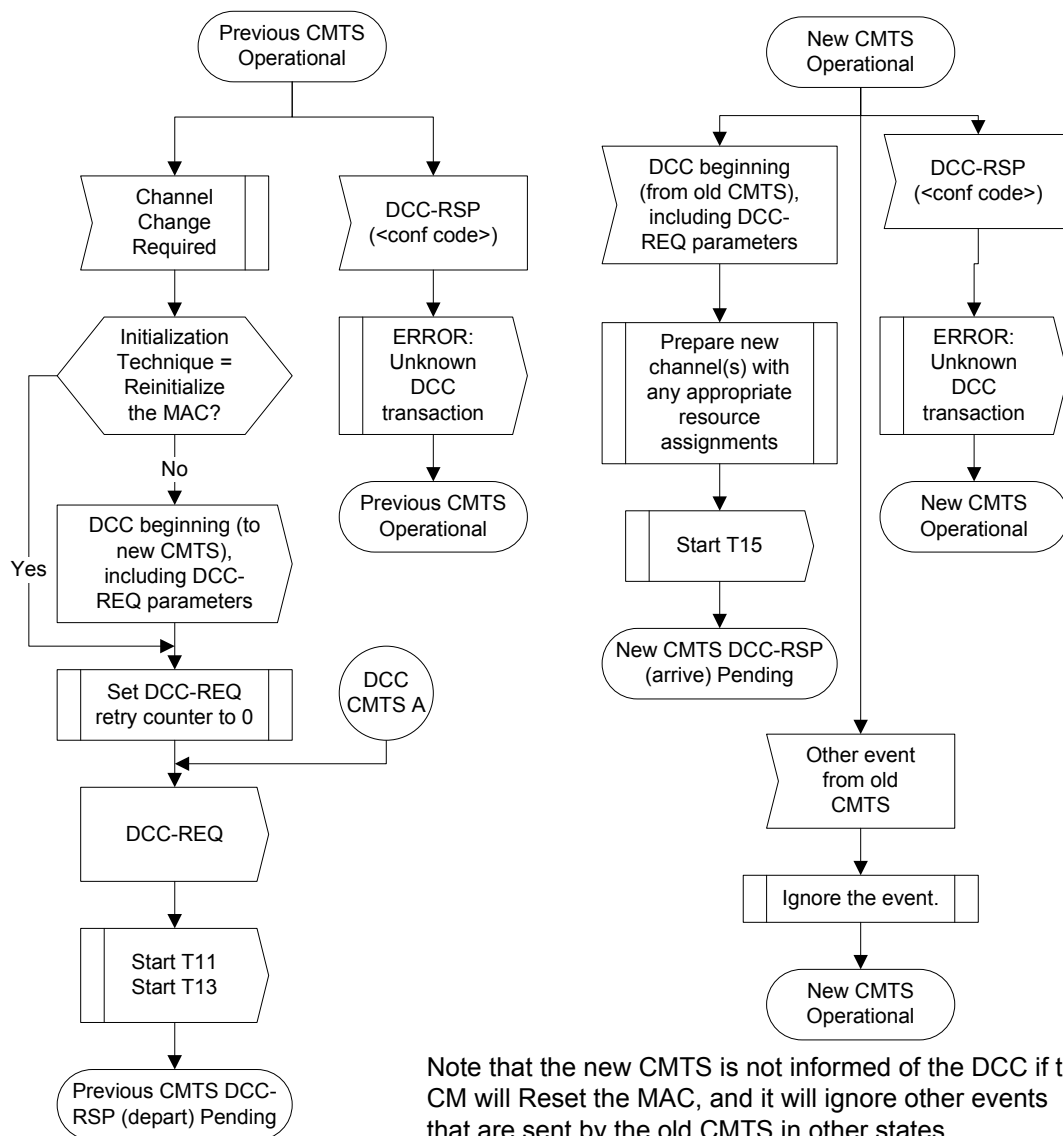 Previous CMTS
Operational
Channel
Change
Required
DCC-RSP
(<conf code>)
Initialization
Technique =
Reinitialize
the MAC?
ERROR:
Unknown
DCC
transaction
No
Previous CMTS
Operational
Yes
DCC beginning (to
new CMTS),
including DCC-
REQ parameters
Set DCC-REQ
retry counter to 0
DCC
CMTS A
DCC-REQ
Start T11
Start T13
Previous CMTS DCC-
RSP (depart) Pending
New CMTS
Operational
DCC beginning
(from old CMTS),
including DCC-
REQ parameters
DCC-RSP
(<conf code>)
Prepare new
channel(s) with
any appropriate
resource
assignments
ERROR:
Unknown
DCC
transaction
Start T15
New CMTS
Operational
New CMTS DCC-RSP
(arrive) Pending
Other event
from old
CMTS
Ignore the event.
New CMTS
Operational
Note that the new CMTS is not informed of the DCC if
CM will Reset the MAC, and it will ignore other events
that are sent by the old CMTS in other states